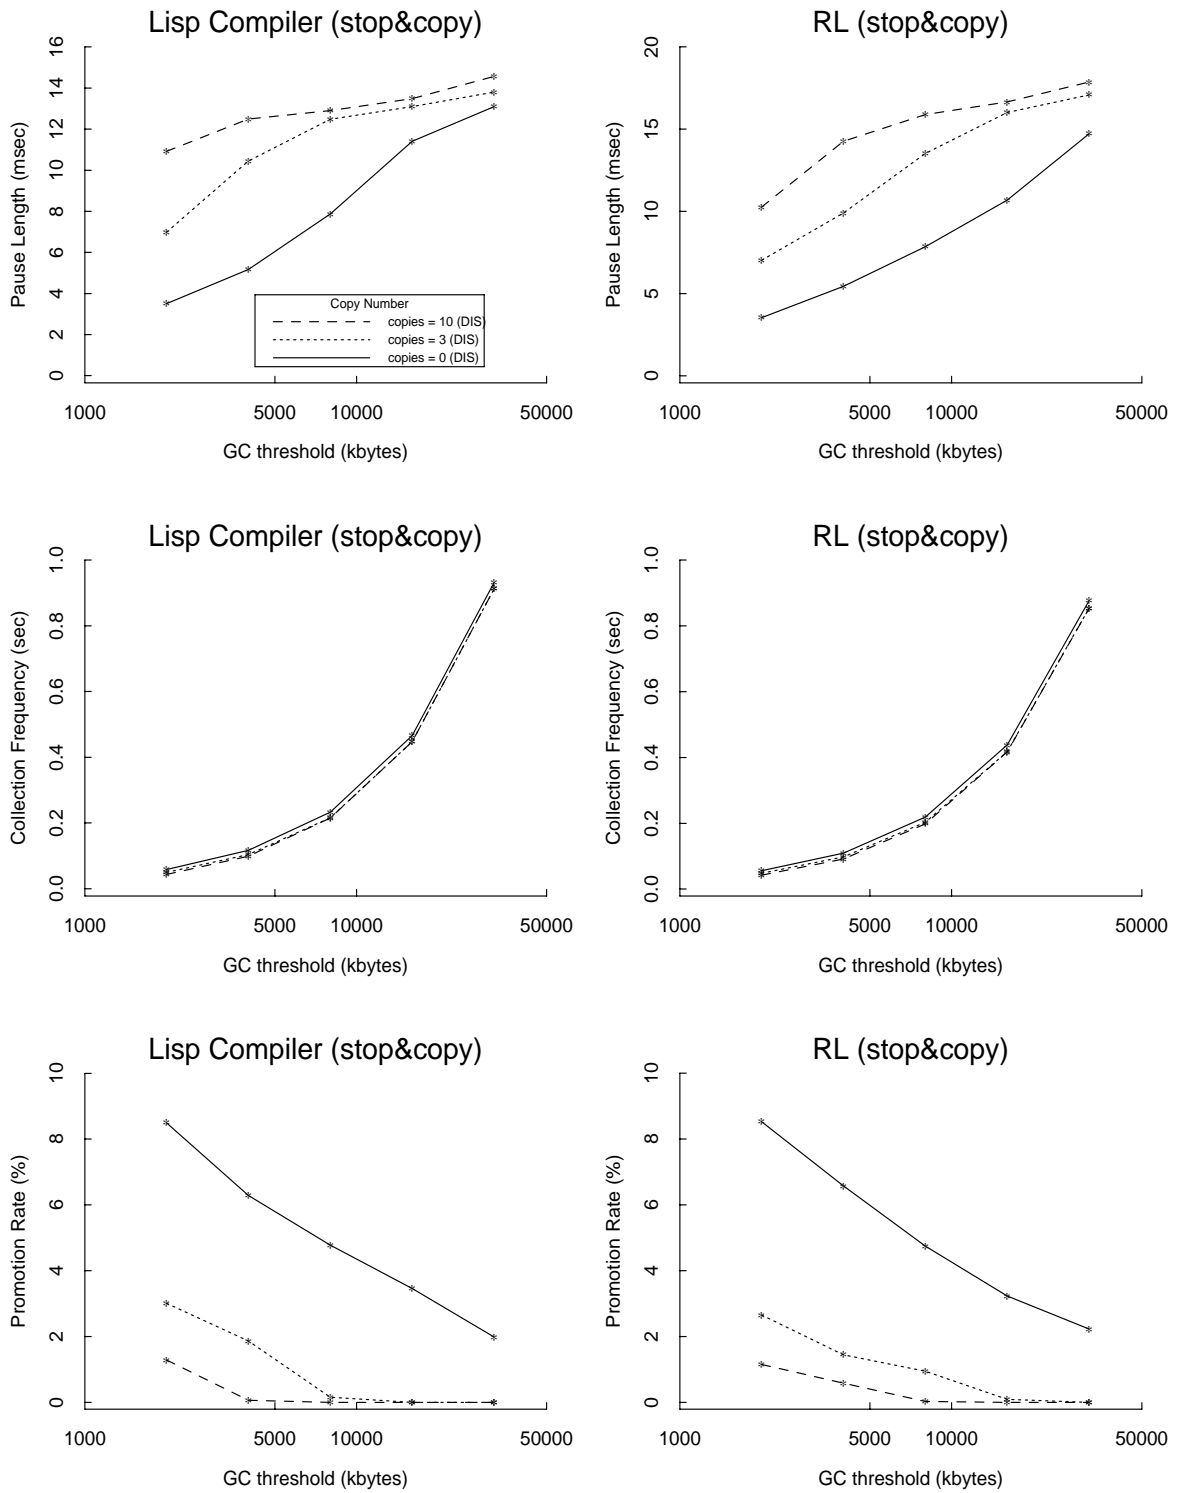 Lisp Compiler (stop&copy)
Pause Length (msec)
0 2 4 6 8 10 12 14 16
Copy Number
copies = 10 (DIS)
copies = 3 (DIS)
copies = 0 (DIS)
1000 5000 10000 50000
GC threshold (kbytes)
RL (stop&copy)
Pause Length (msec)
0 5 10 15 20
1000 5000 10000 50000
GC threshold (kbytes)
Lisp Compiler (stop&copy)
Collection Frequency (sec)
0.0 0.2 0.4 0.6 0.8 1.0
1000 5000 10000 50000
GC threshold (kbytes)
RL (stop&copy)
Collection Frequency (sec)
0.0 0.2 0.4 0.6 0.8 1.0
1000 5000 10000 50000
GC threshold (kbytes)
Lisp Compiler (stop&copy)
Promotion Rate (%)
0 2 4 6 8 10
1000 5000 10000 50000
GC threshold (kbytes)
RL (stop&copy)
Promotion Rate (%)
0 2 4 6 8 10
1000 5000 10000 50000
GC threshold (kbytes)